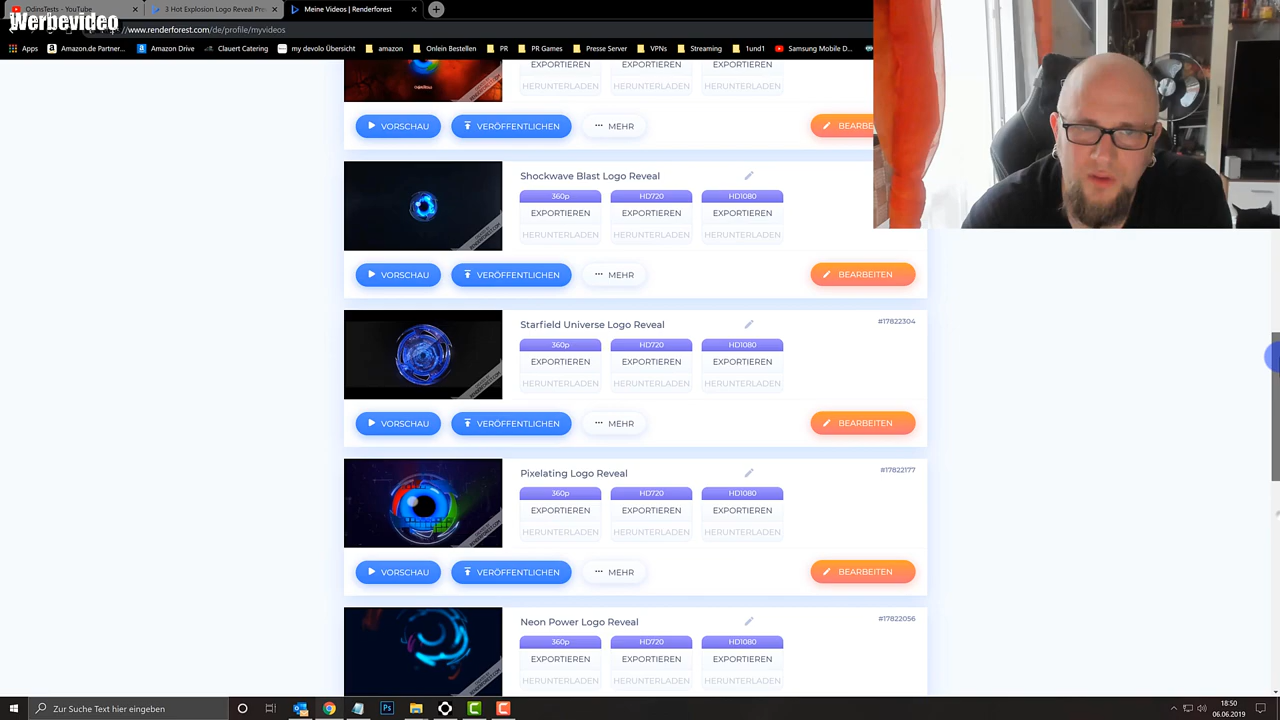 OdinsTests - YouTube
3 Hot Explosion Logo Reveal Pre
Meine Videos | Renderforest
Werbevideo
www.renderforest.com/de/profile/myvideos
Apps
Amazon.de Partner...
Amazon Drive
Clauert Catering
my devolo Übersicht
amazon
Onlein Bestellen
PR
PR Games
Presse Server
VPNs
Streaming
1und1
Samsung Mobile D...
EXPORTIEREN EXPORTIEREN EXPORTIEREN
HERUNTERLADEN HERUNTERLADEN HERUNTERLADEN
VORSCHAU VERÖFFENTLICHEN ··· MEHR BEARBE
Shockwave Blast Logo Reveal
360p HD720 HD1080
EXPORTIEREN EXPORTIEREN EXPORTIEREN
HERUNTERLADEN HERUNTERLADEN HERUNTERLADEN
VORSCHAU VERÖFFENTLICHEN ··· MEHR BEARBEITEN
Starfield Universe Logo Reveal #17822304
360p HD720 HD1080
EXPORTIEREN EXPORTIEREN EXPORTIEREN
HERUNTERLADEN HERUNTERLADEN HERUNTERLADEN
VORSCHAU VERÖFFENTLICHEN ··· MEHR BEARBEITEN
Pixelating Logo Reveal #17822177
360p HD720 HD1080
EXPORTIEREN EXPORTIEREN EXPORTIEREN
HERUNTERLADEN HERUNTERLADEN HERUNTERLADEN
VORSCHAU VERÖFFENTLICHEN ··· MEHR BEARBEITEN
Neon Power Logo Reveal #17822056
360p HD720 HD1080
EXPORTIEREN EXPORTIEREN EXPORTIEREN
HERUNTERLADEN HERUNTERLADEN HERUNTERLADEN
Zur Suche Text hier eingeben
18:50
06.06.2019